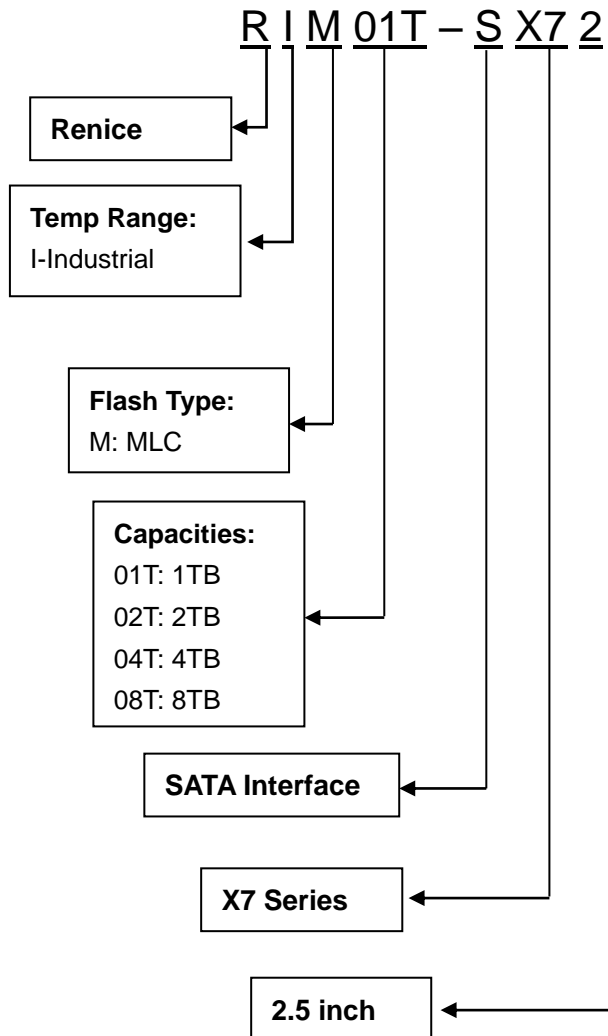 R I M 01T – S X7 2
Renice
Temp Range:
I-Industrial
Flash Type:
M: MLC
Capacities:
01T: 1TB
02T: 2TB
04T: 4TB
08T: 8TB
SATA Interface
X7 Series
2.5 inch